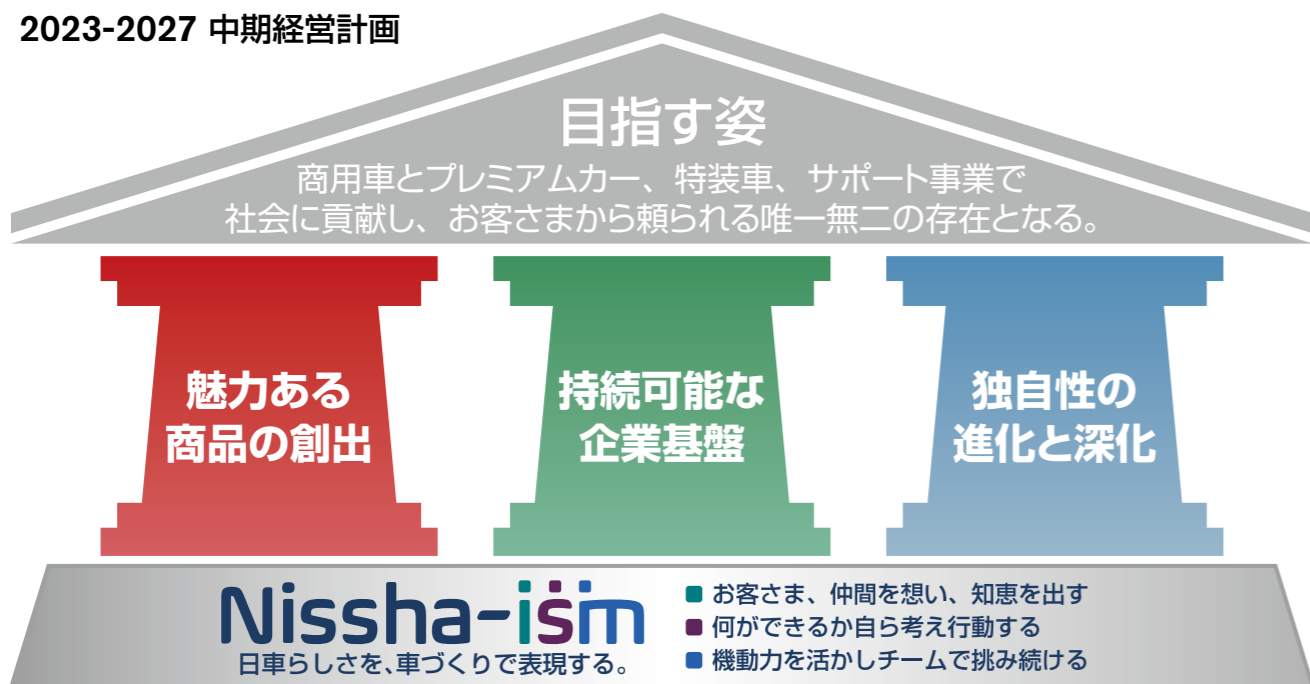 2023-2027 中期経営計画
目指す姿
商用車とプレミアムカー、特装車、サポート事業で
社会に貢献し、お客さまから頼られる唯一無二の存在となる。
魅力ある
商品の創出
持続可能な
企業基盤
独自性の
進化と深化
Nissha-ism
日車らしさを、車づくりで表現する。
お客さま、仲間を想い、知恵を出す
何ができるか自ら考え行動する
機動力を活かしチームで挑み続ける